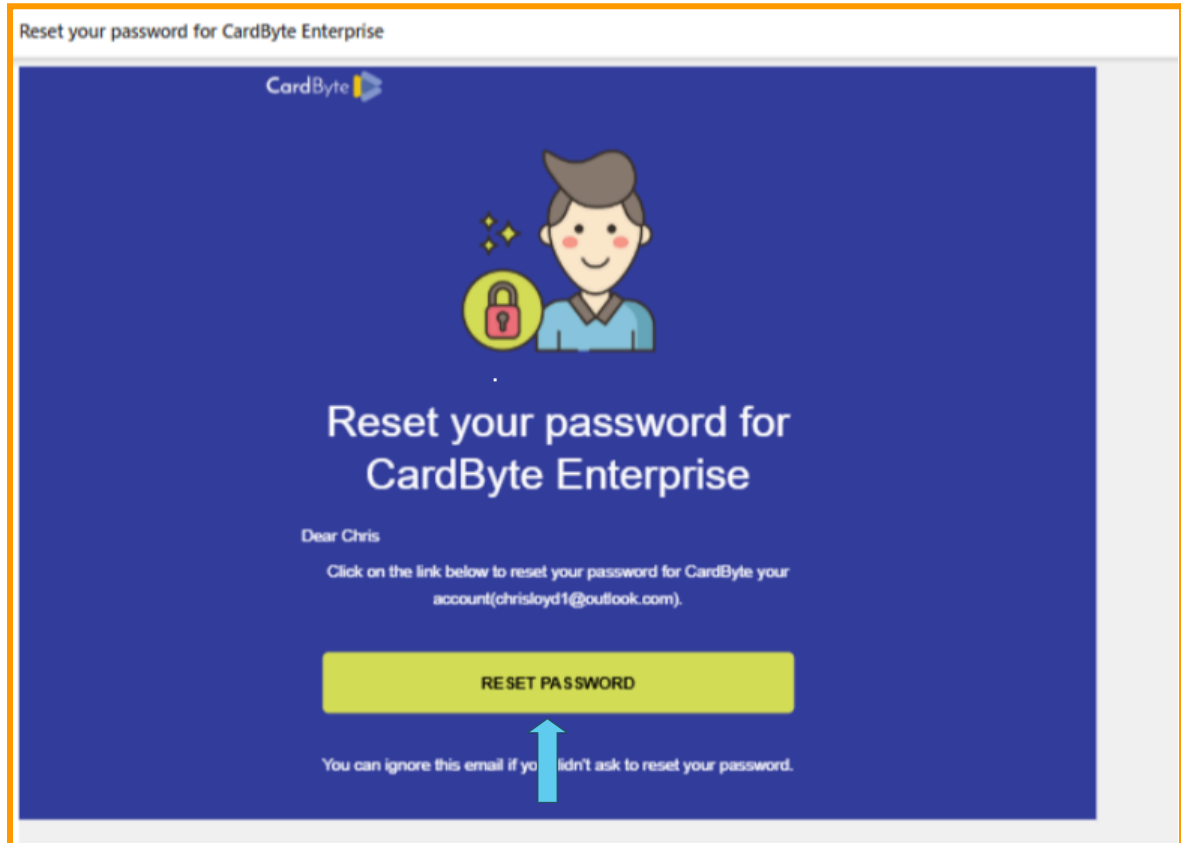 Reset your password for CardByte Enterprise
CardByte
Reset your password for
CardByte Enterprise
Dear Chris
Click on the link below to reset your password for CardByte your
account(chrisloyd1@outlook.com).
RESET PASSWORD
You can ignore this email if yo idn't ask to reset your password.